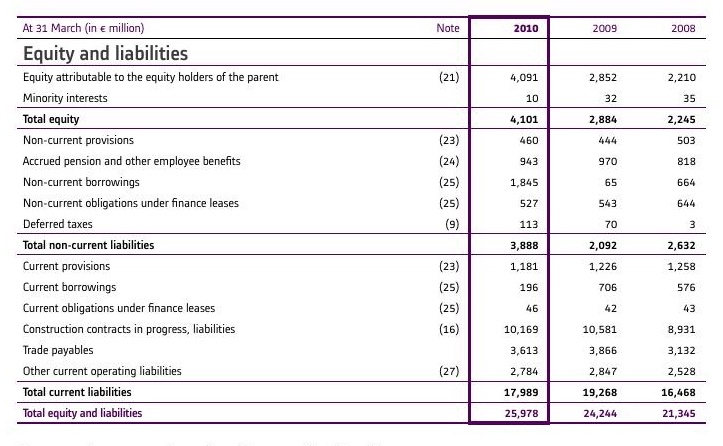 At 31 March (in € million) Note 2010 2009 2008
Equity and liabilities
Equity attributable to the equity holders of the parent (21) 4,091 2,852 2,210
Minority interests 10 32 35
Total equity 4,101 2,884 2,245
Non-current provisions (23) 460 444 503
Accrued pension and other employee benefits (24) 943 970 818
Non-current borrowings (25) 1,845 65 664
Non-current obligations under finance leases (25) 527 543 644
Deferred taxes (9) 113 70 3
Total non-current liabilities 3,888 2,092 2,632
Current provisions (23) 1,181 1,226 1,258
Current borrowings (25) 196 706 576
Current obligations under finance leases (25) 46 42 43
Construction contracts in progress, liabilities (16) 10,169 10,581 8,931
Trade payables 3,613 3,866 3,132
Other current operating liabilities (27) 2,784 2,847 2,528
Total current liabilities 17,989 19,268 16,468
Total equity and liabilities 25,978 24,244 21,345